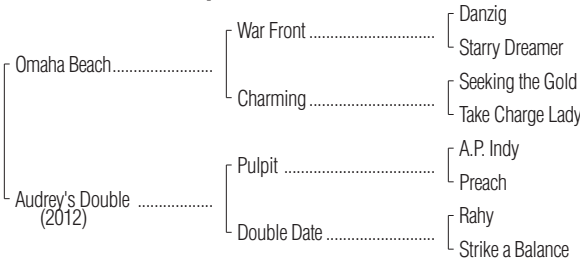 Danzig
War Front ........................................
Starry Dreamer
Omaha Beach................................
Seeking the Gold
Charming ........................................
Take Charge Lady
A.P. Indy
Pulpit ...............................................
Preach
Audrey's Double ........................
(2012)
Rahy
Double Date ..................................
Strike a Balance